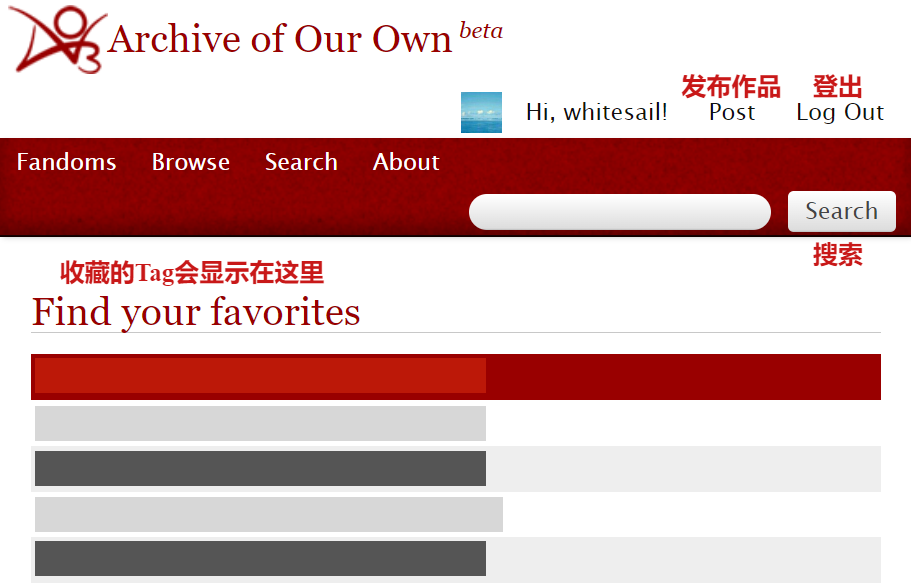 Archive of Our Own beta
发布作品 登出
Hi, whitesail! Post Log Out
Fandoms Browse Search About
Search
搜索
收藏的Tag会显示在这里
Find your favorites